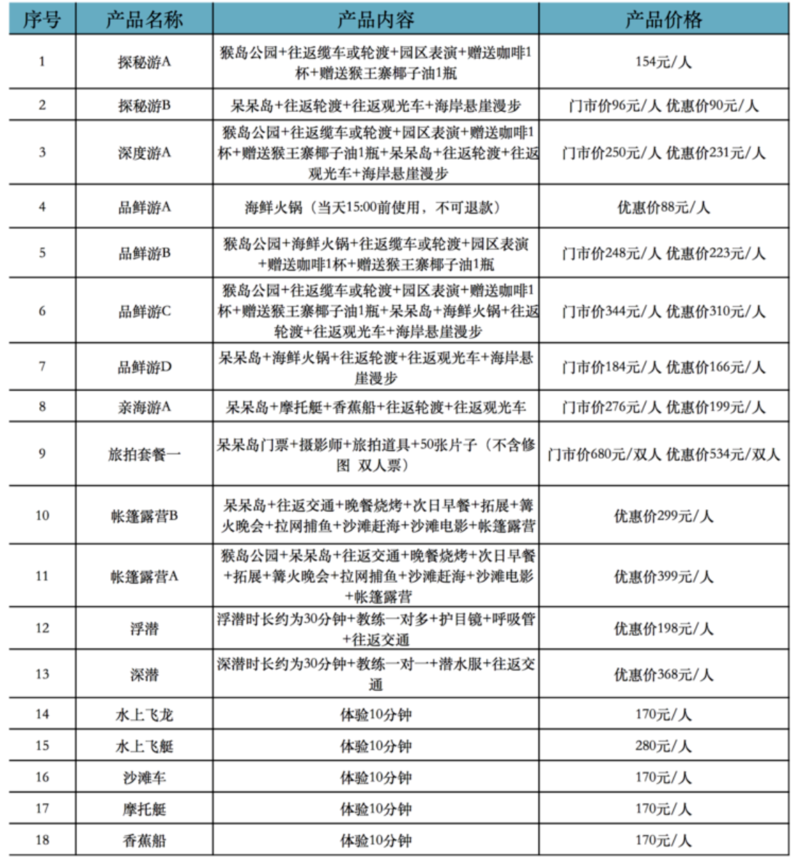 序号 产品名称 产品内容 产品价格
1 探秘游A 猴岛公园+往返缆车或轮渡+园区表演+赠送咖啡1
杯+赠送猴王寨椰子油1瓶 154元/人
2 探秘游B 呆呆岛+往返轮渡+往返观光车+海岸悬崖漫步 门市价96元/人 优惠价90元/人
3 深度游A 猴岛公园+往返缆车或轮渡+园区表演+赠送咖啡1
杯+赠送猴王寨椰子油1瓶+呆呆岛+往返轮渡+往返
观光车+海岸悬崖漫步 门市价250元/人 优惠价231元/人
4 品鲜游A 海鲜火锅（当天15:00前使用，不可退款） 优惠价88元/人
5 品鲜游B 猴岛公园+海鲜火锅+往返缆车或轮渡+园区表演
+赠送咖啡1杯+赠送猴王寨椰子油1瓶 门市价248元/人 优惠价223元/人
6 品鲜游C 猴岛公园+往返缆车或轮渡+园区表演+赠送咖啡1
杯+赠送猴王寨椰子油1瓶+呆呆岛+海鲜火锅+往返
轮渡+往返观光车+海岸悬崖漫步 门市价344元/人 优惠价310元/人
7 品鲜游D 呆呆岛+海鲜火锅+往返轮渡+往返观光车+海岸悬
崖漫步 门市价184元/人 优惠价166元/人
8 亲海游A 呆呆岛+摩托艇+香蕉船+往返轮渡+往返观光车 门市价276元/人 优惠价199元/人
9 旅拍套餐一 呆呆岛门票+摄影师+旅拍道具+50张片子（不含修
图 双人票） 门市价680元/双人 优惠价534元/双人
10 帐篷露营B 呆呆岛+往返交通+晚餐烧烤+次日早餐+拓展+篝
火晚会+拉网捕鱼+沙滩赶海+沙滩电影+帐篷露营 优惠价299元/人
11 帐篷露营A 猴岛公园+呆呆岛+往返交通+晚餐烧烤+次日早餐
+拓展+篝火晚会+拉网捕鱼+沙滩赶海+沙滩电影
+帐篷露营 优惠价399元/人
12 浮潜 浮潜时长约为30分钟+教练一对多+护目镜+呼吸管
+往返交通 优惠价198元/人
13 深潜 深潜时长约为30分钟+教练一对一+潜水服+往返交
通 优惠价368元/人
14 水上飞龙 体验10分钟 170元/人
15 水上飞艇 体验10分钟 280元/人
16 沙滩车 体验10分钟 170元/人
17 摩托艇 体验10分钟 170元/人
18 香蕉船 体验10分钟 170元/人